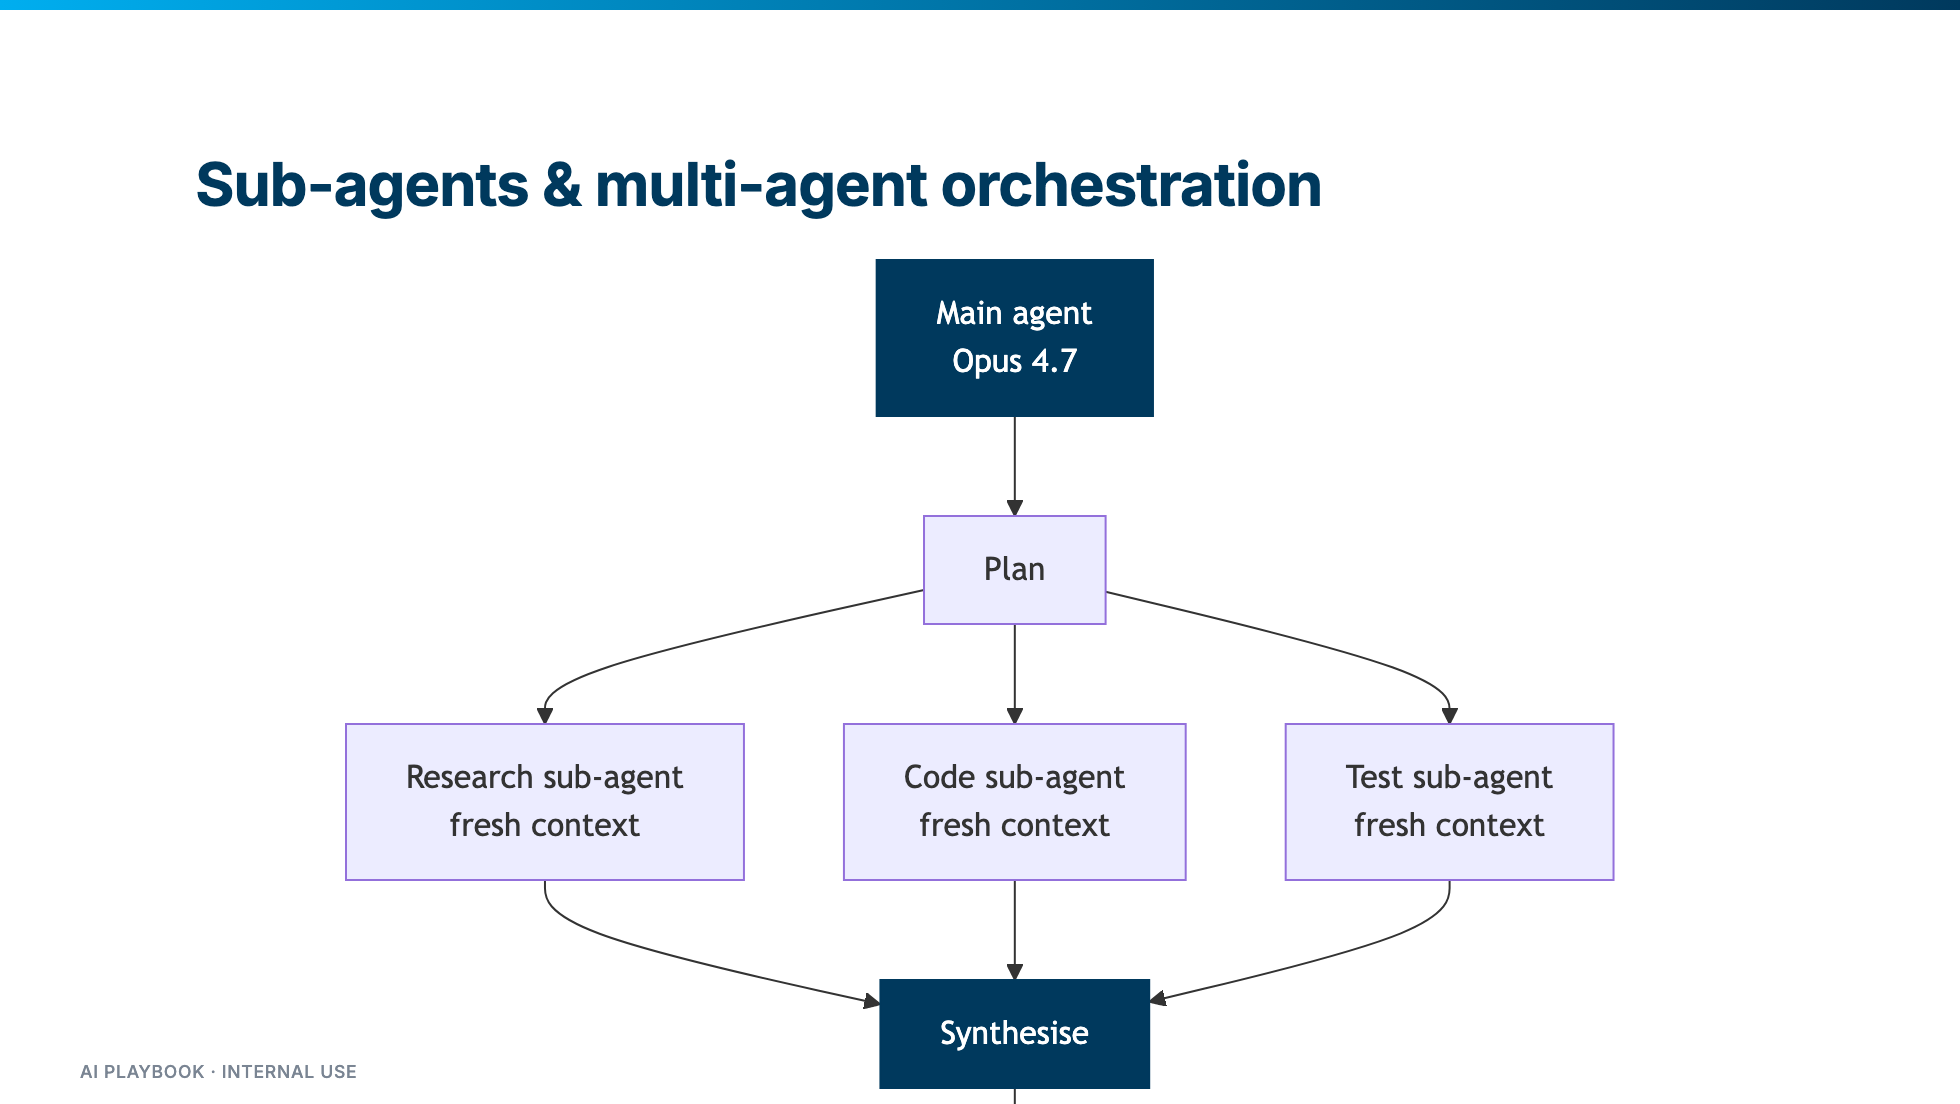 Sub-agents & multi-agent orchestration
Main agent
Opus 4.7
Plan
Research sub-agent
fresh context
Code sub-agent
fresh context
Test sub-agent
fresh context
Synthesise
AI PLAYBOOK · INTERNAL USE